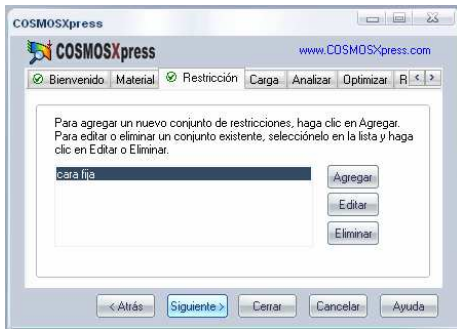 COSMOSXpress
COSMOSXpress www.COSMOSXpress.com
Bienvenido Material Restricción Carga Analizar Optimizar R
Para agregar un nuevo conjunto de restricciones, haga clic en Agregar.
Para editar o eliminar un conjunto existente, selecciónelo en la lista y haga
clic en Editar o Eliminar.
cara fija
Agregar
Editar
Eliminar
< Atrás Siguiente > Cerrar Cancelar Ayuda